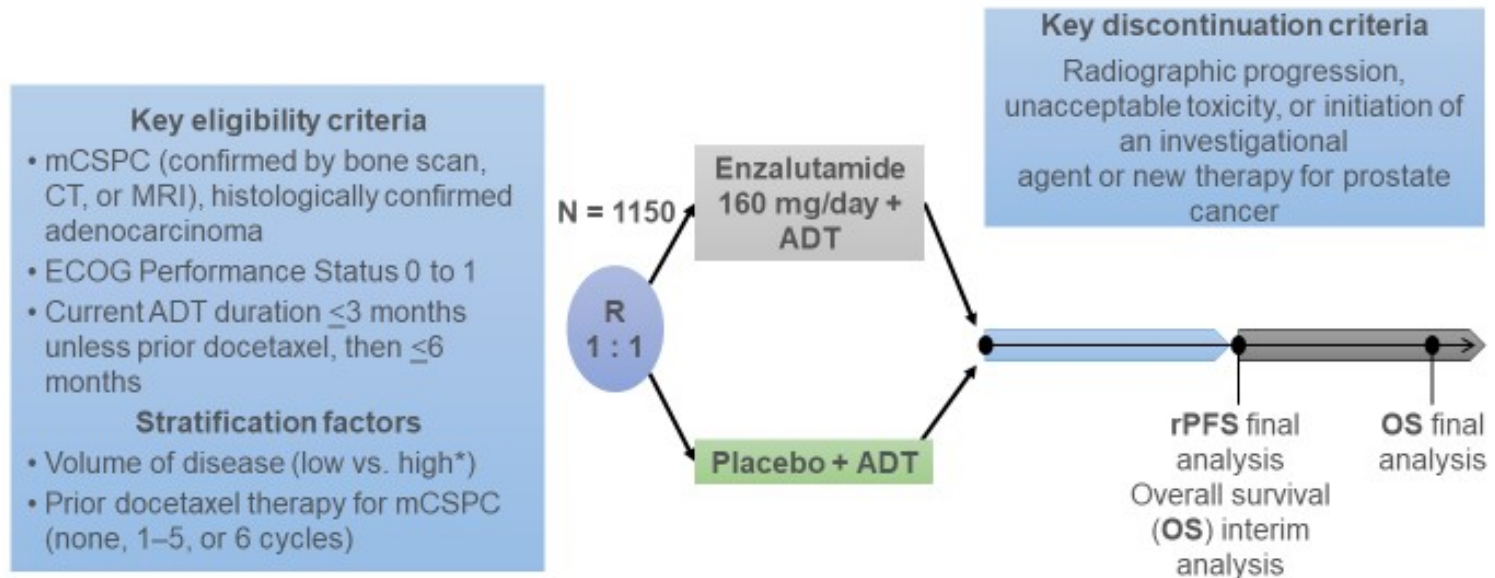 Key eligibility criteria
• mCSPC (confirmed by bone scan,
CT, or MRI), histologically confirmed
adenocarcinoma
• ECOG Performance Status 0 to 1
• Current ADT duration ≤3 months
unless prior docetaxel, then ≤6
months
Stratification factors
• Volume of disease (low vs. high*)
• Prior docetaxel therapy for mCSPC
(none, 1–5, or 6 cycles)
N = 1150
R
1 : 1
Enzalutamide
160 mg/day +
ADT
Placebo + ADT
Key discontinuation criteria
Radiographic progression,
unacceptable toxicity, or initiation of
an investigational
agent or new therapy for prostate
cancer
rPFS final
analysis
Overall survival
(OS) interim
analysis
OS final
analysis